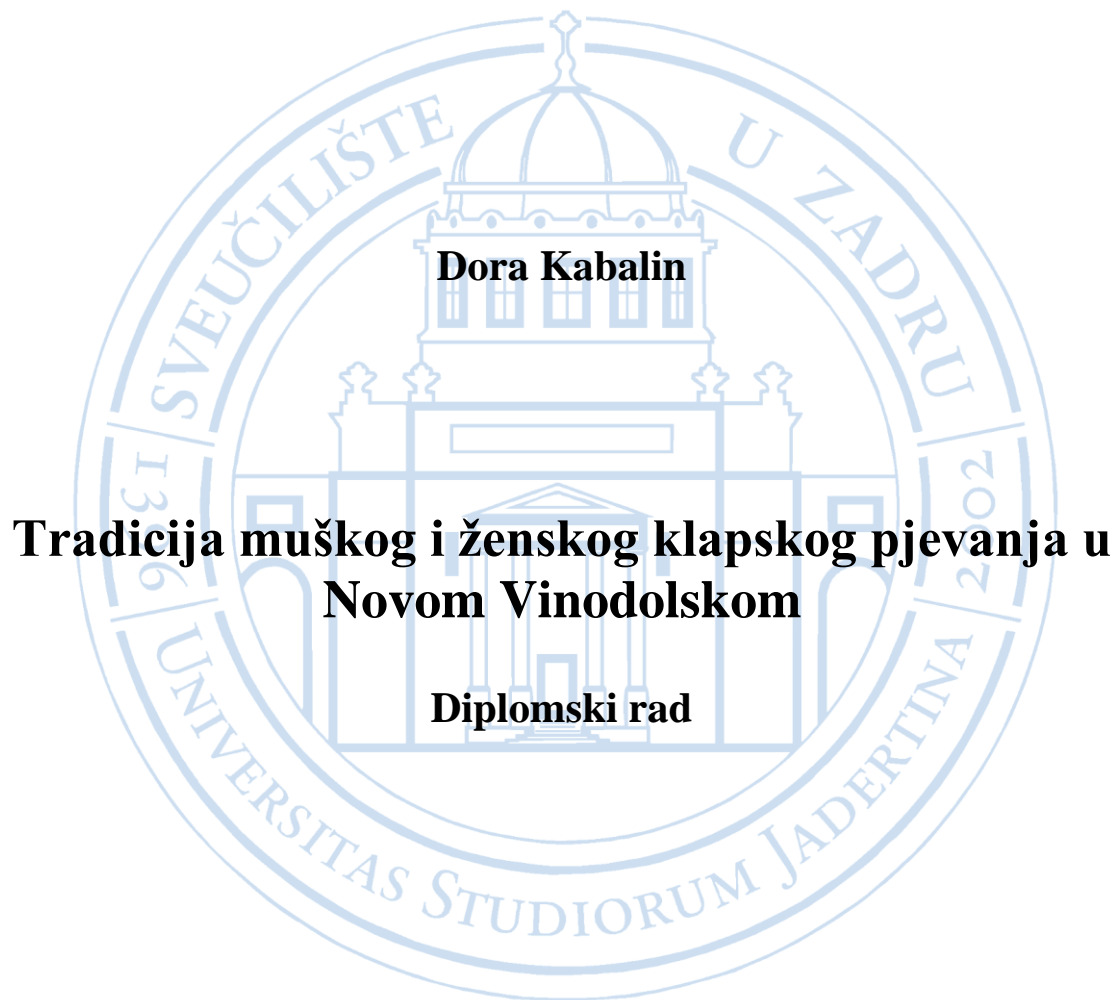 SVEUČILIŠTE U ZADRU
Dora Kabalin
Tradicija muškog i ženskog klapskog pjevanja u
Novom Vinodolskom
Diplomski rad
1396
2002
UNIVERSITAS STUDIORUM JADERTINA